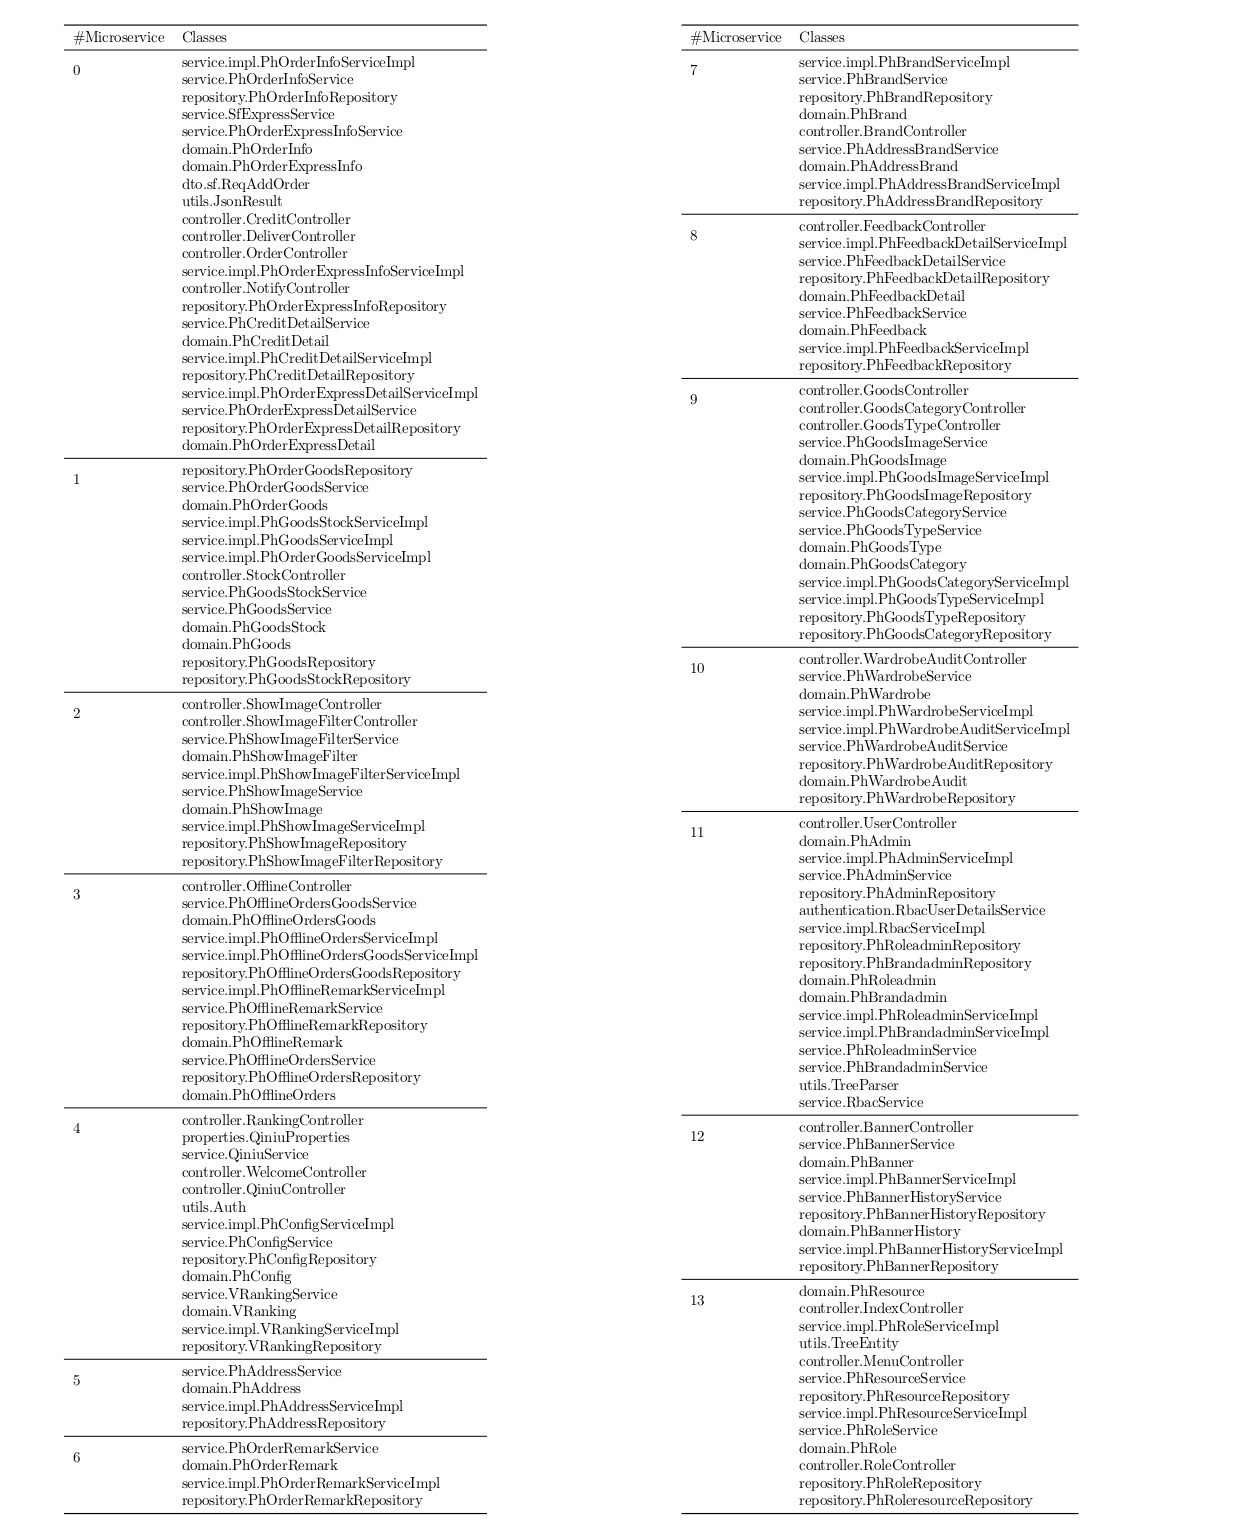 #Microservice Classes
0 service.impl.PhOrderInfoServiceImpl
service.PhOrderInfoService
repository.PhOrderInfoRepository
service.SfExpressService
service.PhOrderExpressInfoService
domain.PhOrderInfo
domain.PhOrderExpressInfo
dto.sf.ReqAddOrder
utils.JsonResult
controller.CreditController
controller.DeliverController
controller.OrderController
service.impl.PhOrderExpressInfoServiceImpl
controller.NotifyController
repository.PhOrderExpressInfoRepository
service.PhCreditDetailService
domain.PhCreditDetail
service.impl.PhCreditDetailServiceImpl
repository.PhCreditDetailRepository
service.impl.PhOrderExpressDetailServiceImpl
service.PhOrderExpressDetailService
repository.PhOrderExpressDetailRepository
domain.PhOrderExpressDetail
1 repository.PhOrderGoodsRepository
service.PhOrderGoodsService
domain.PhOrderGoods
service.impl.PhGoodsStockServiceImpl
service.impl.PhGoodsServiceImpl
service.impl.PhOrderGoodsServiceImpl
controller.StockController
service.PhGoodsStockService
service.PhGoodsService
domain.PhGoodsStock
domain.PhGoods
repository.PhGoodsRepository
repository.PhGoodsStockRepository
2 controller.ShowImageController
controller.ShowImageFilterController
service.PhShowImageFilterService
domain.PhShowImageFilter
service.impl.PhShowImageFilterServiceImpl
service.PhShowImageService
domain.PhShowImage
service.impl.PhShowImageServiceImpl
repository.PhShowImageRepository
repository.PhShowImageFilterRepository
3 controller.OfflineController
service.PhOfflineOrdersGoodsService
domain.PhOfflineOrdersGoods
service.impl.PhOfflineOrdersServiceImpl
service.impl.PhOfflineOrdersGoodsServiceImpl
repository.PhOfflineOrdersGoodsRepository
service.impl.PhOfflineRemarkServiceImpl
service.PhOfflineRemarkService
repository.PhOfflineRemarkRepository
domain.PhOfflineRemark
service.PhOfflineOrdersService
repository.PhOfflineOrdersRepository
domain.PhOfflineOrders
4 controller.RankingController
properties.QiniuProperties
service.QiniuService
controller.WelcomeController
controller.QiniuController
utils.Auth
service.impl.PhConfigServiceImpl
service.PhConfigService
repository.PhConfigRepository
domain.PhConfig
service.VRankingService
domain.VRanking
service.impl.VRankingServiceImpl
repository.VRankingRepository
5 service.PhAddressService
domain.PhAddress
service.impl.PhAddressServiceImpl
repository.PhAddressRepository
6 service.PhOrderRemarkService
domain.PhOrderRemark
service.impl.PhOrderRemarkServiceImpl
repository.PhOrderRemarkRepository
#Microservice Classes
7 service.impl.PhBrandServiceImpl
service.PhBrandService
repository.PhBrandRepository
domain.PhBrand
controller.BrandController
service.PhAddressBrandService
domain.PhAddressBrand
service.impl.PhAddressBrandServiceImpl
repository.PhAddressBrandRepository
8 controller.FeedbackController
service.impl.PhFeedbackDetailServiceImpl
service.PhFeedbackDetailService
repository.PhFeedbackDetailRepository
domain.PhFeedbackDetail
service.PhFeedbackService
domain.PhFeedback
service.impl.PhFeedbackServiceImpl
repository.PhFeedbackRepository
9 controller.GoodsController
controller.GoodsCategoryController
controller.GoodsTypeController
service.PhGoodsImageService
domain.PhGoodsImage
service.impl.PhGoodsImageServiceImpl
repository.PhGoodsImageRepository
service.PhGoodsCategoryService
service.PhGoodsTypeService
domain.PhGoodsType
domain.PhGoodsCategory
service.impl.PhGoodsCategoryServiceImpl
service.impl.PhGoodsTypeServiceImpl
repository.PhGoodsTypeRepository
repository.PhGoodsCategoryRepository
10 controller.WardrobeAuditController
service.PhWardrobeService
domain.PhWardrobe
service.impl.PhWardrobeServiceImpl
service.impl.PhWardrobeAuditServiceImpl
service.PhWardrobeAuditService
repository.PhWardrobeAuditRepository
domain.PhWardrobeAudit
repository.PhWardrobeRepository
11 controller.UserController
domain.PhAdmin
service.impl.PhAdminServiceImpl
service.PhAdminService
repository.PhAdminRepository
authentication.RbacUserDetailsService
service.impl.RbacServiceImpl
repository.PhRoleadminRepository
repository.PhBrandadminRepository
domain.PhRoleadmin
domain.PhBrandadmin
service.impl.PhRoleadminServiceImpl
service.impl.PhBrandadminServiceImpl
service.PhRoleadminService
service.PhBrandadminService
utils.TreeParser
service.RbacService
12 controller.BannerController
service.PhBannerService
domain.PhBanner
service.impl.PhBannerServiceImpl
service.PhBannerHistoryService
repository.PhBannerHistoryRepository
domain.PhBannerHistory
service.impl.PhBannerHistoryServiceImpl
repository.PhBannerRepository
13 domain.PhResource
controller.IndexController
service.impl.PhRoleServiceImpl
utils.TreeEntity
controller.MenuController
service.PhResourceService
repository.PhResourceRepository
service.impl.PhResourceServiceImpl
service.PhRoleService
domain.PhRole
controller.RoleController
repository.PhRoleRepository
repository.PhRoleresourceRepository